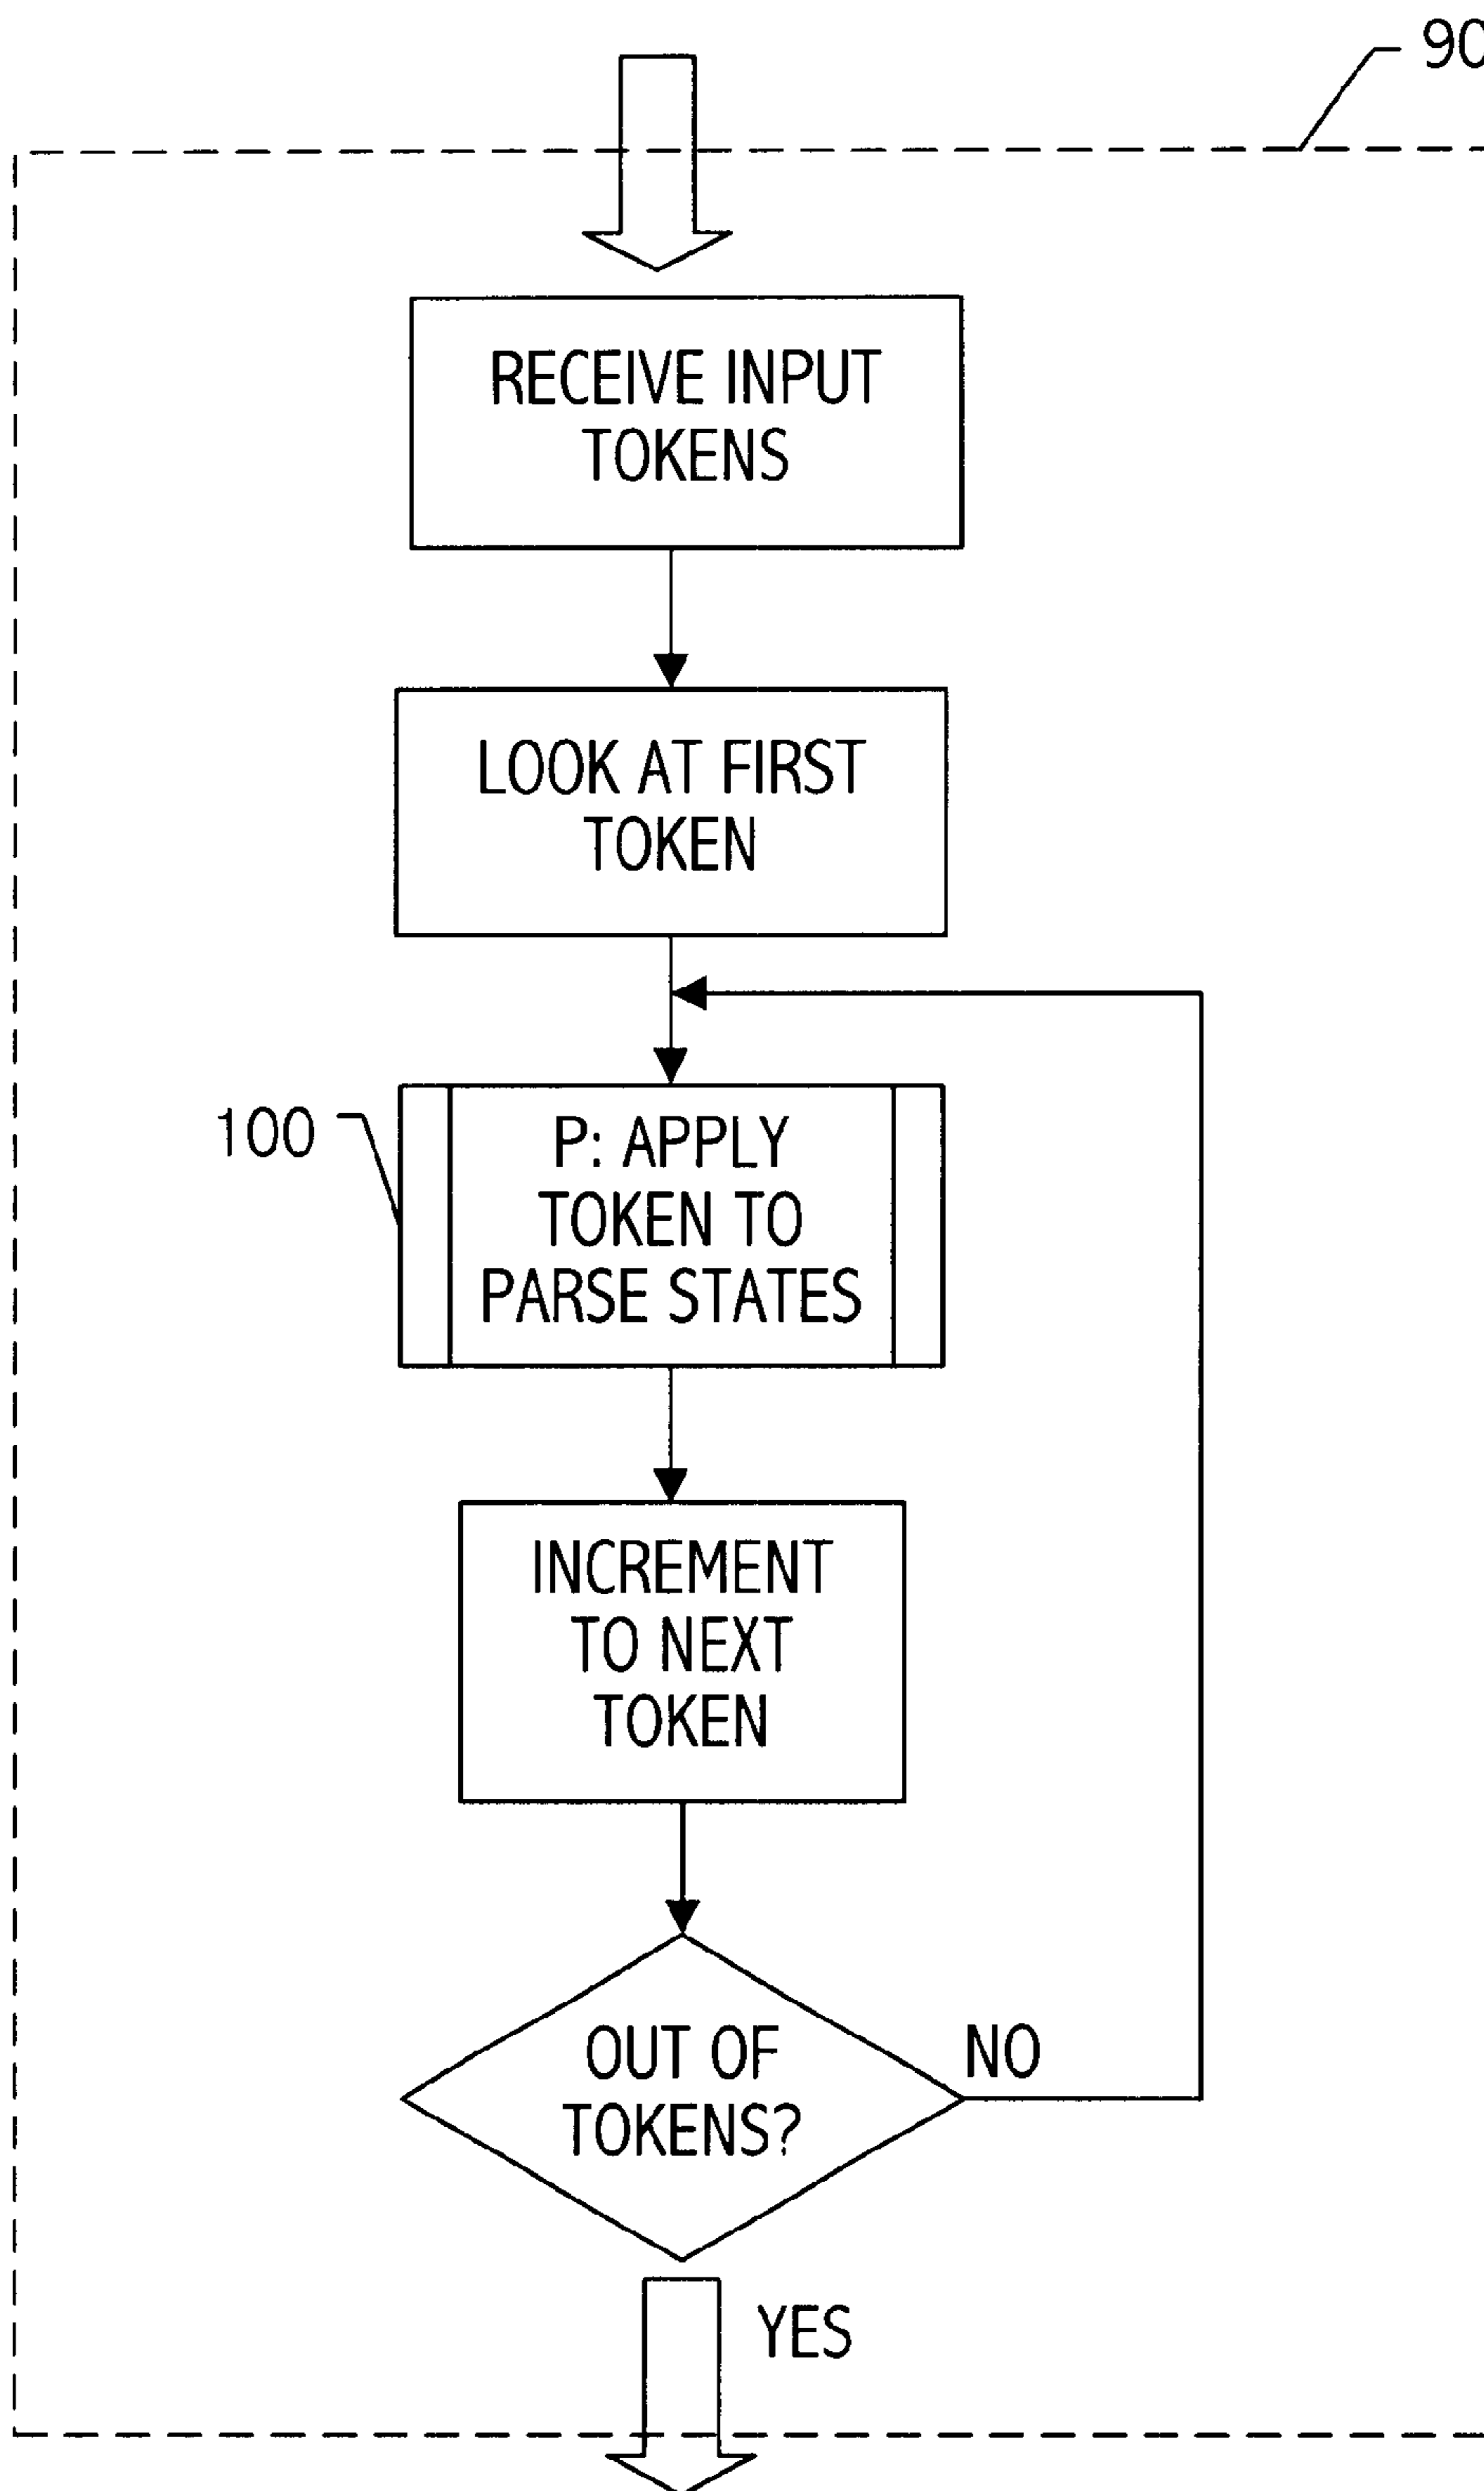 90
RECEIVE INPUT
TOKENS
LOOK AT FIRST
TOKEN
100
P: APPLY
TOKEN TO
PARSE STATES
INCREMENT
TO NEXT
TOKEN
OUT OF
TOKENS?
NO
YES